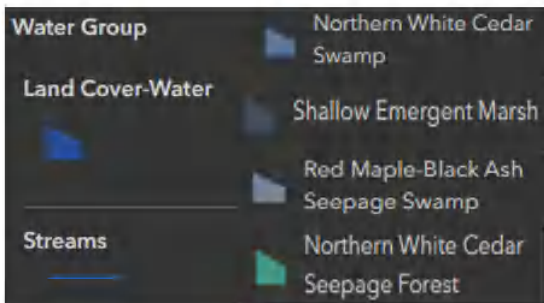 Water Group
Land Cover-Water
Streams
Northern White Cedar
Swamp
Shallow Emergent Marsh
Red Maple-Black Ash
Seepage Swamp
Northern White Cedar
Seepage Forest